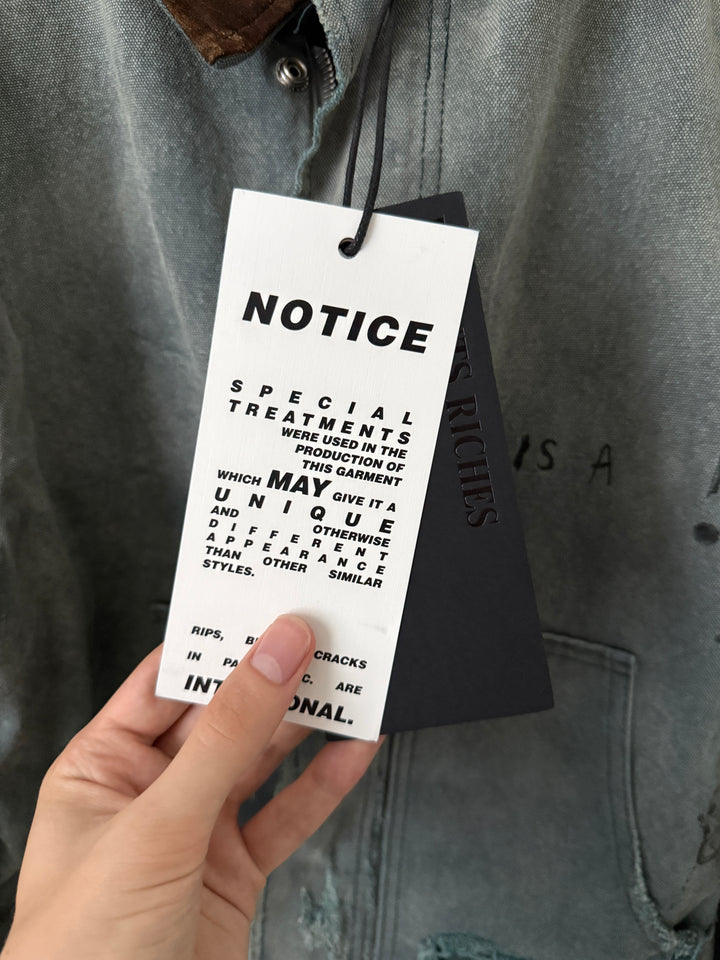 NOTICE
SPECIAL
TREATMENTS
WERE USED IN THE
PRODUCTION OF
THIS GARMENT
WHICH MAY GIVE IT A
UNIQUE
AND OTHERWISE
DIFFERENT
APPEARANCE
THAN OTHER SIMILAR
STYLES.
RIPS, CRACKS
IN ARE
RICHES
IS A